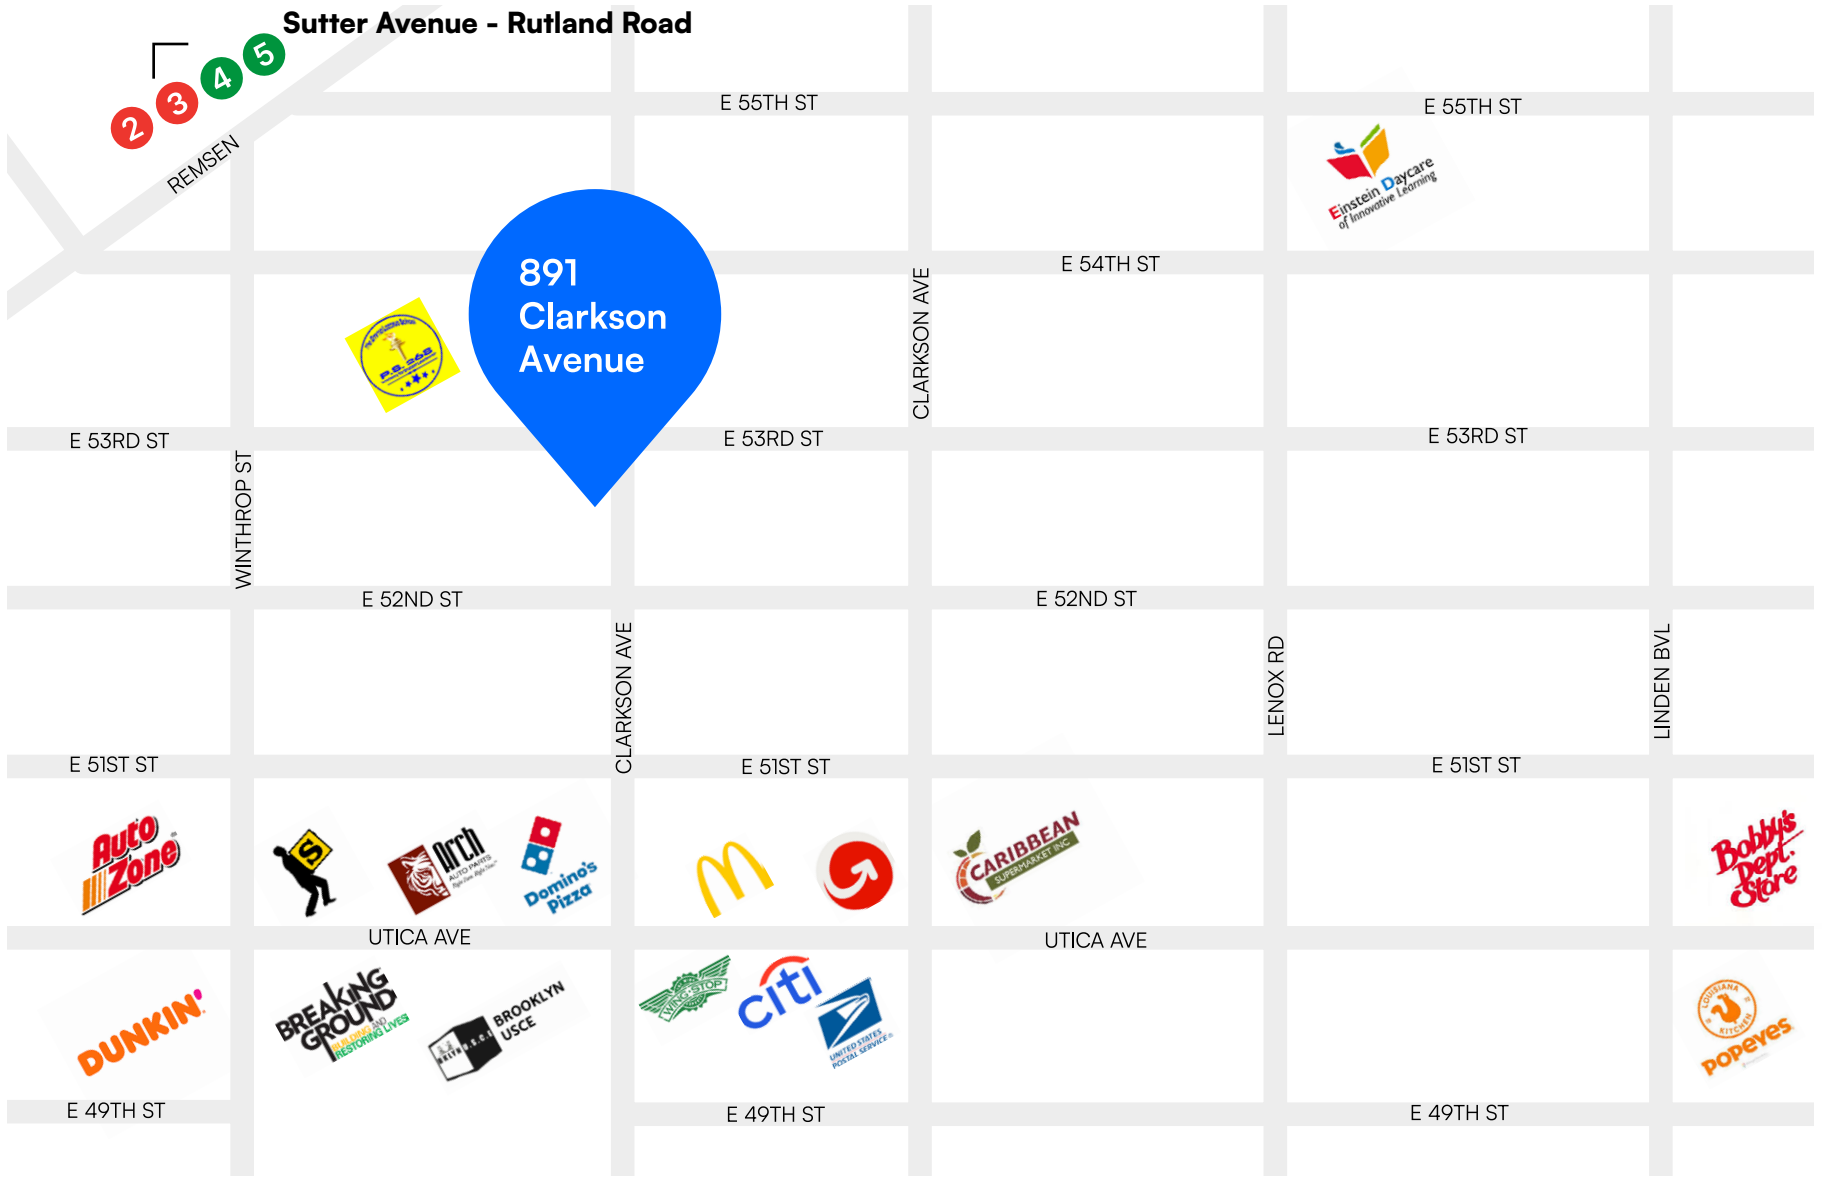 Sutter Avenue - Rutland Road
2 3 4 5
REMSEN
E 55TH ST
E 55TH ST
Einstein Daycare
of Innovative Learning
891
Clarkson
Avenue
E 54TH ST
CLARKSON AVE
P.S. 268
E 53RD ST
E 53RD ST
E 53RD ST
WINTHROP ST
E 52ND ST
E 52ND ST
CLARKSON AVE
LENOX RD
LINDEN BVL
E 51ST ST
E 51ST ST
E 51ST ST
Auto
Zone
S
Arch
AUTO PARTS
Domino's
Pizza
CARIBBEAN
SUPERMARKET INC
Bobby's
Dept.
Store
UTICA AVE
UTICA AVE
DUNKIN'
BREAKING
GROUND
BUILDING AND
RESTORING LIVES
BROOKLYN
USCE
WING-STOP
citi
UNITED STATES
POSTAL SERVICE®
LOUISIANA
KITCHEN
POPEYES
E 49TH ST
E 49TH ST
E 49TH ST